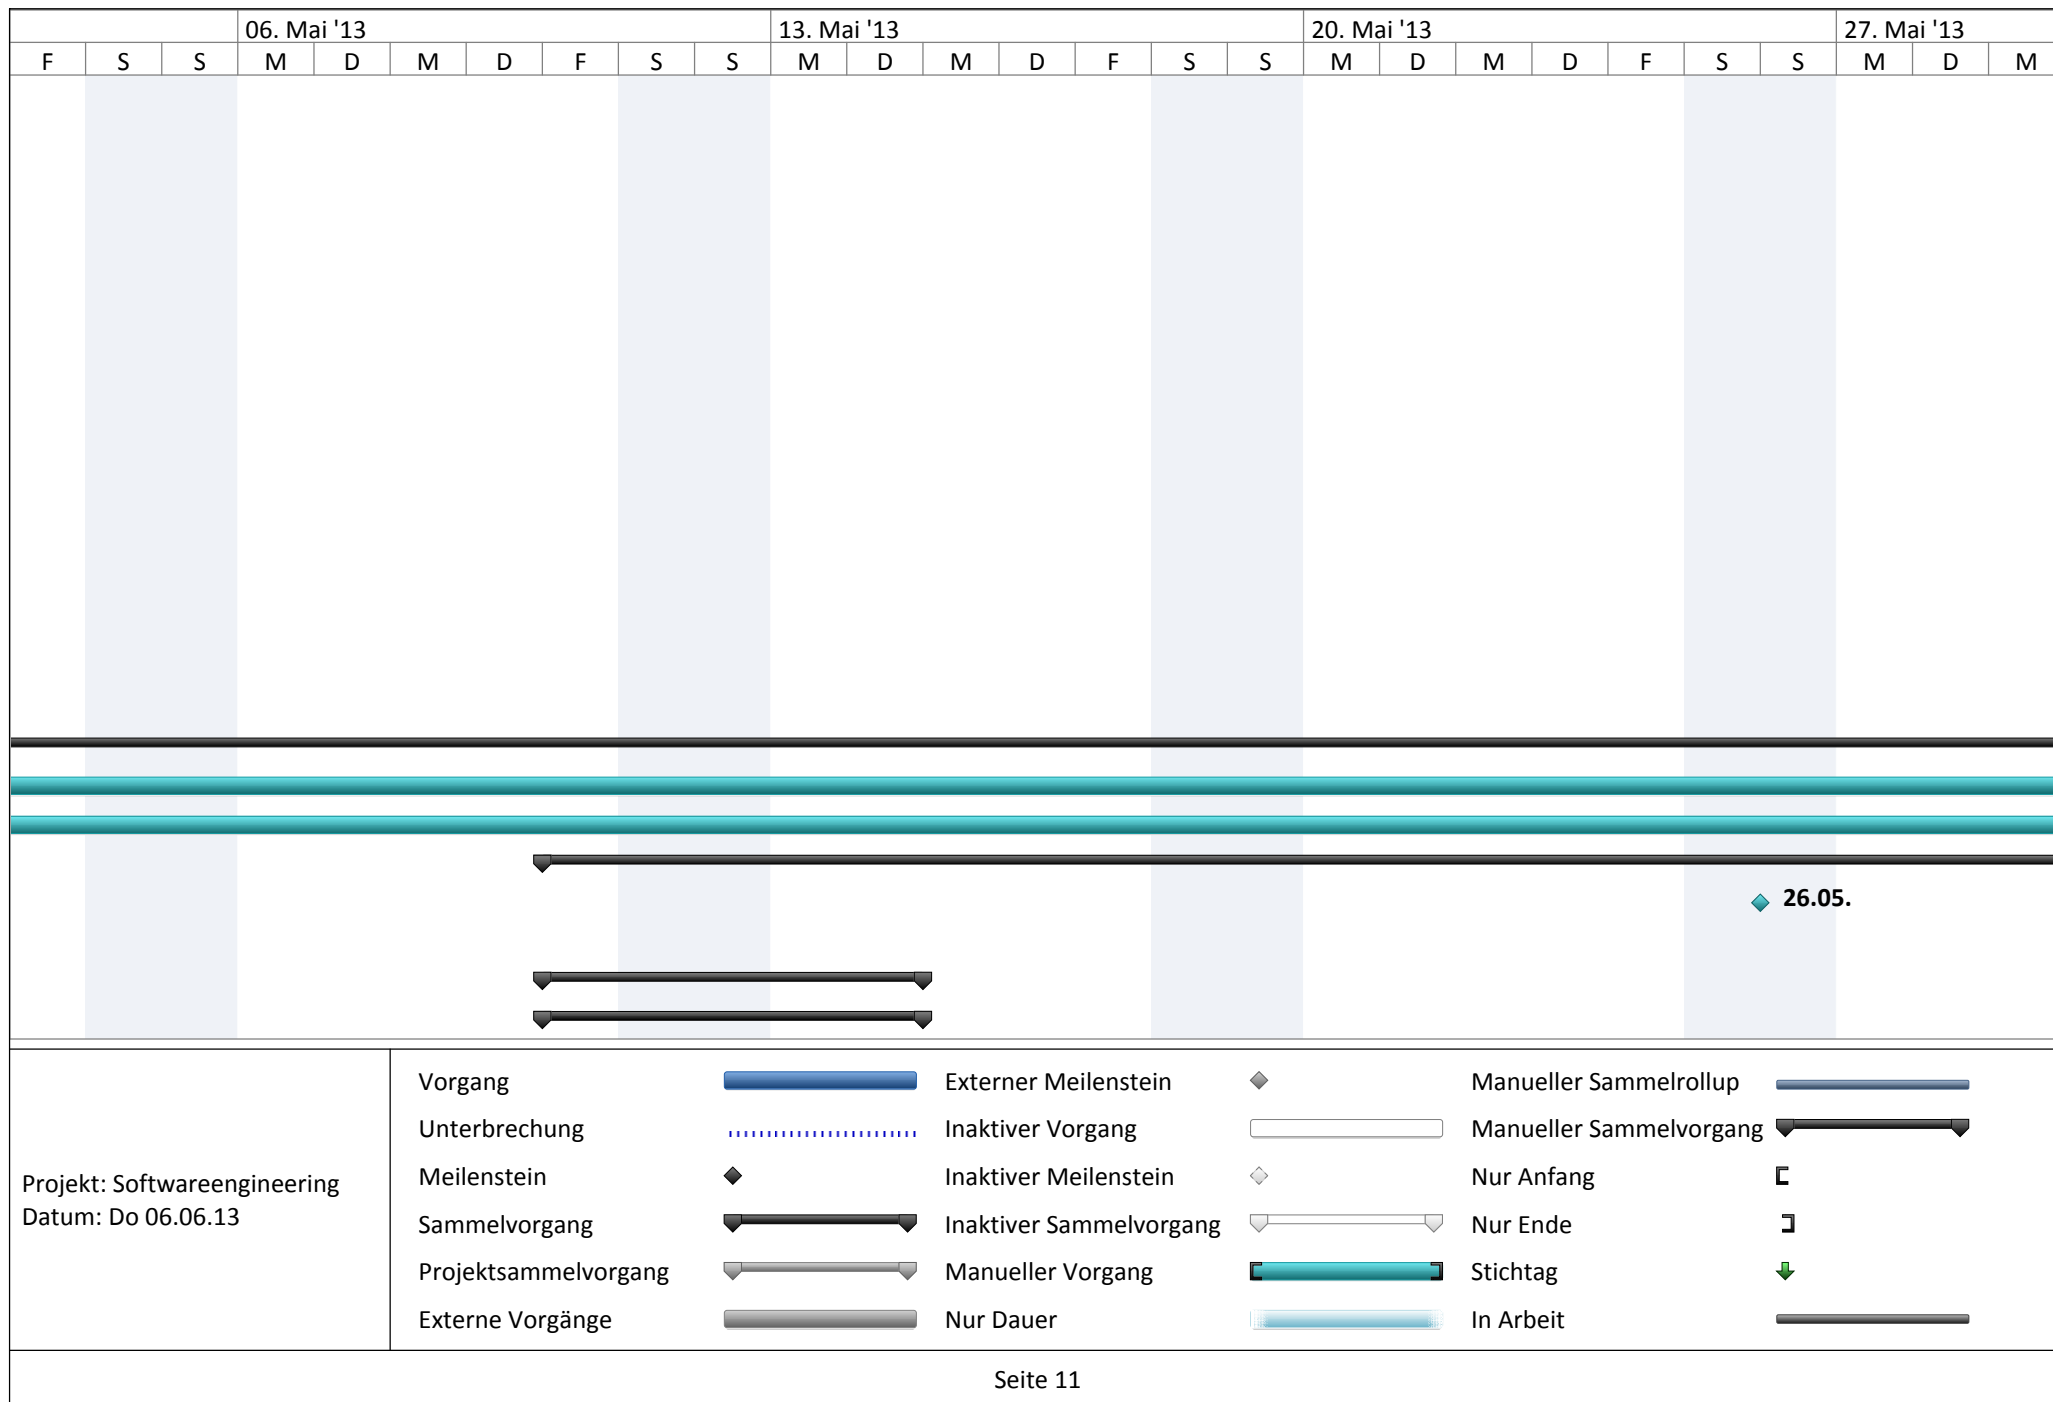 06. Mai '13 13. Mai '13 20. Mai '13 27. Mai '13
F S S M D M D F S S M D M D F S S M D M D F S S M D M
26.05.
Projekt: Softwareengineering
Datum: Do 06.06.13
Vorgang
Unterbrechung
Meilenstein
Sammelvorgang
Projektsammelvorgang
Externe Vorgänge
Externer Meilenstein
Inaktiver Vorgang
Inaktiver Meilenstein
Inaktiver Sammelvorgang
Manueller Vorgang
Nur Dauer
Manueller Sammelrollup
Manueller Sammelvorgang
Nur Anfang
Nur Ende
Stichtag
In Arbeit
Seite 11